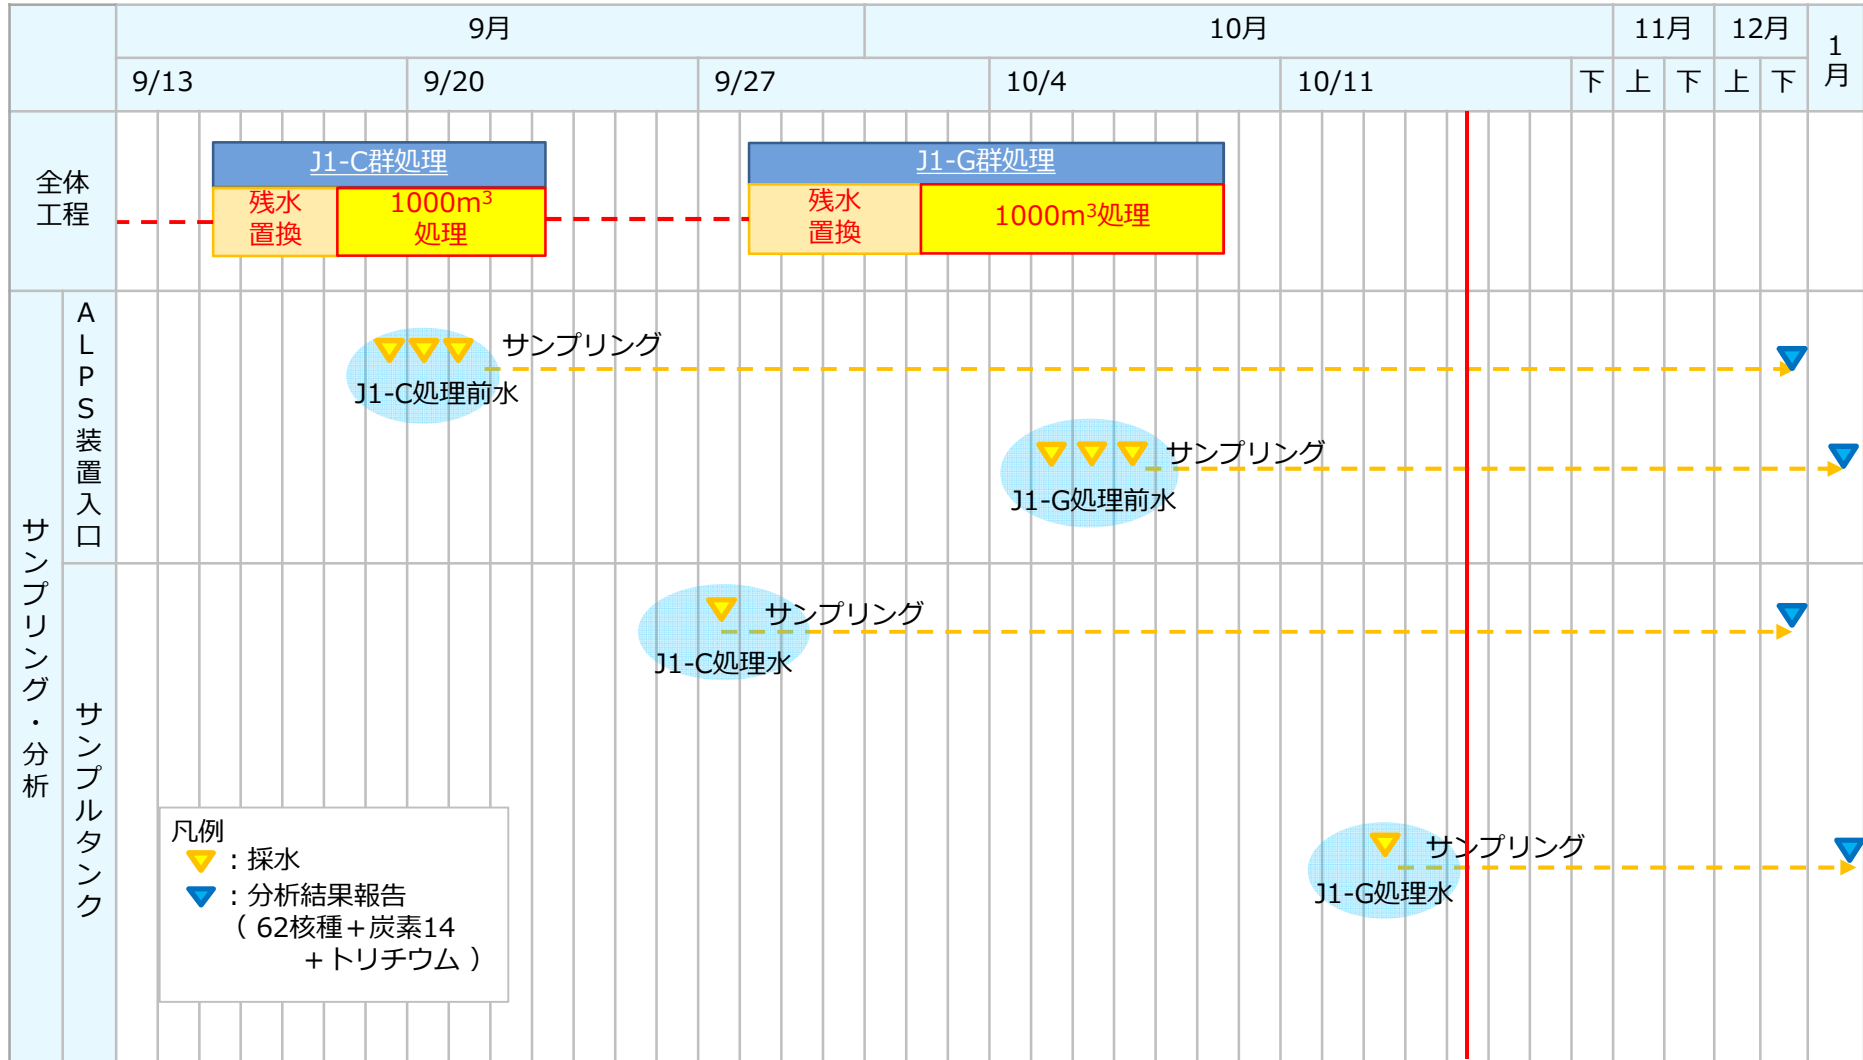 9月
10月
11月
12月
1月
9/13
9/20
9/27
10/4
10/11
下
上
下
上
下
全体
工程
J1-C群処理
残水
置換
1000m3
処理
J1-G群処理
残水
置換
1000m3処理
サンプリング・分析
ALPS装置入口
サンプリング
J1-C処理前水
サンプリング
J1-G処理前水
サンプルタンク
サンプリング
J1-C処理水
サンプリング
J1-G処理水
凡例
：採水
：分析結果報告
（ 62核種＋炭素14
＋トリチウム ）